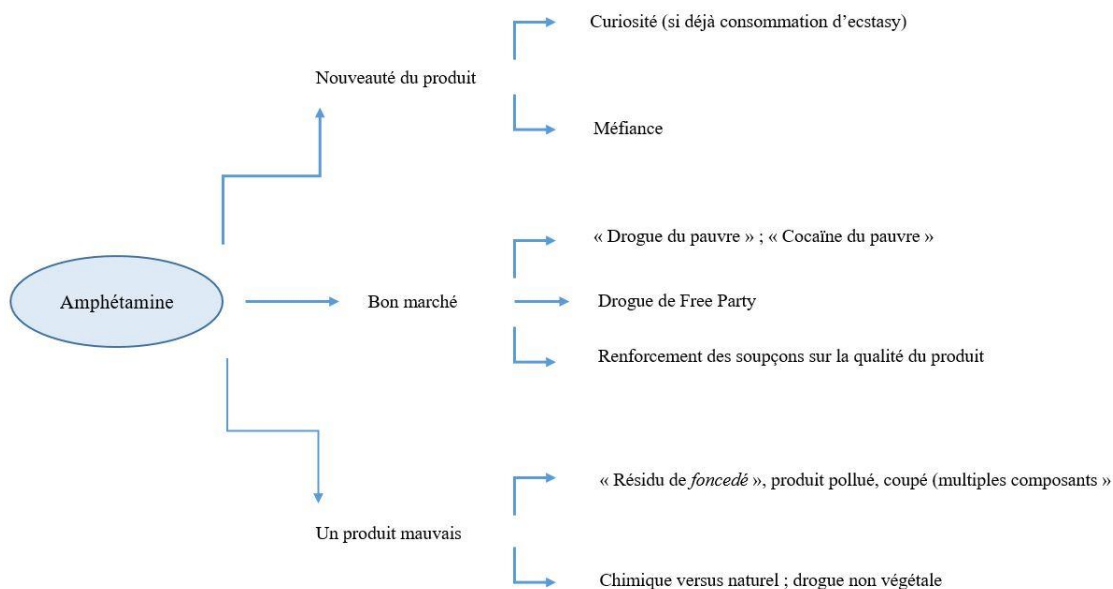 Curiosité (si déjà consommation d’ecstasy)
Nouveauté du produit
Méfiance
« Drogue du pauvre » ; « Cocaïne du pauvre »
Amphétamine
Bon marché
Drogue de Free Party
Renforcement des soupçons sur la qualité du produit
« Résidu de foncedé », produit pollué, coupé (multiples composants »
Un produit mauvais
Chimique versus naturel ; drogue non végétale